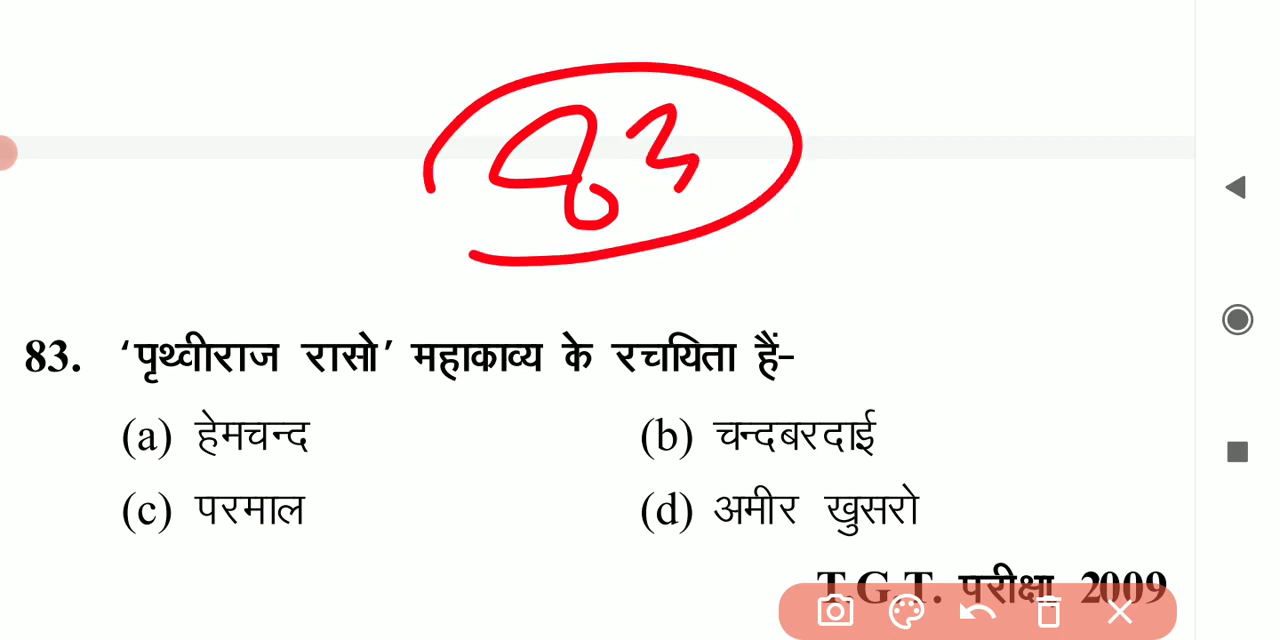 83
83. ‘पृथ्वीराज रासो’ महाकाव्य के रचयिता हैं-
(a) हेमचन्द (b) चन्दबरदाई
(c) परमाल (d) अमीर खुसरो
T.G.T. परीक्षा 2009